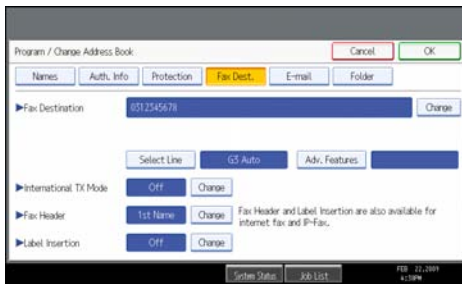 Program / Change Address Book
Cancel
OK
Names
Auth. Info
Protection
Fax Dest.
E-mail
Folder
►Fax Destination
0312345678
Change
Select Line
G3 Auto
Adv. Features
►International TX Mode
Off
Change
►Fax Header
1st Name
Change
Fax Header and Label Insertion are also available for
internet fax and IP-Fax.
►Label Insertion
Off
Change
System Status
Job List
FEB 22,2009
4:58PM